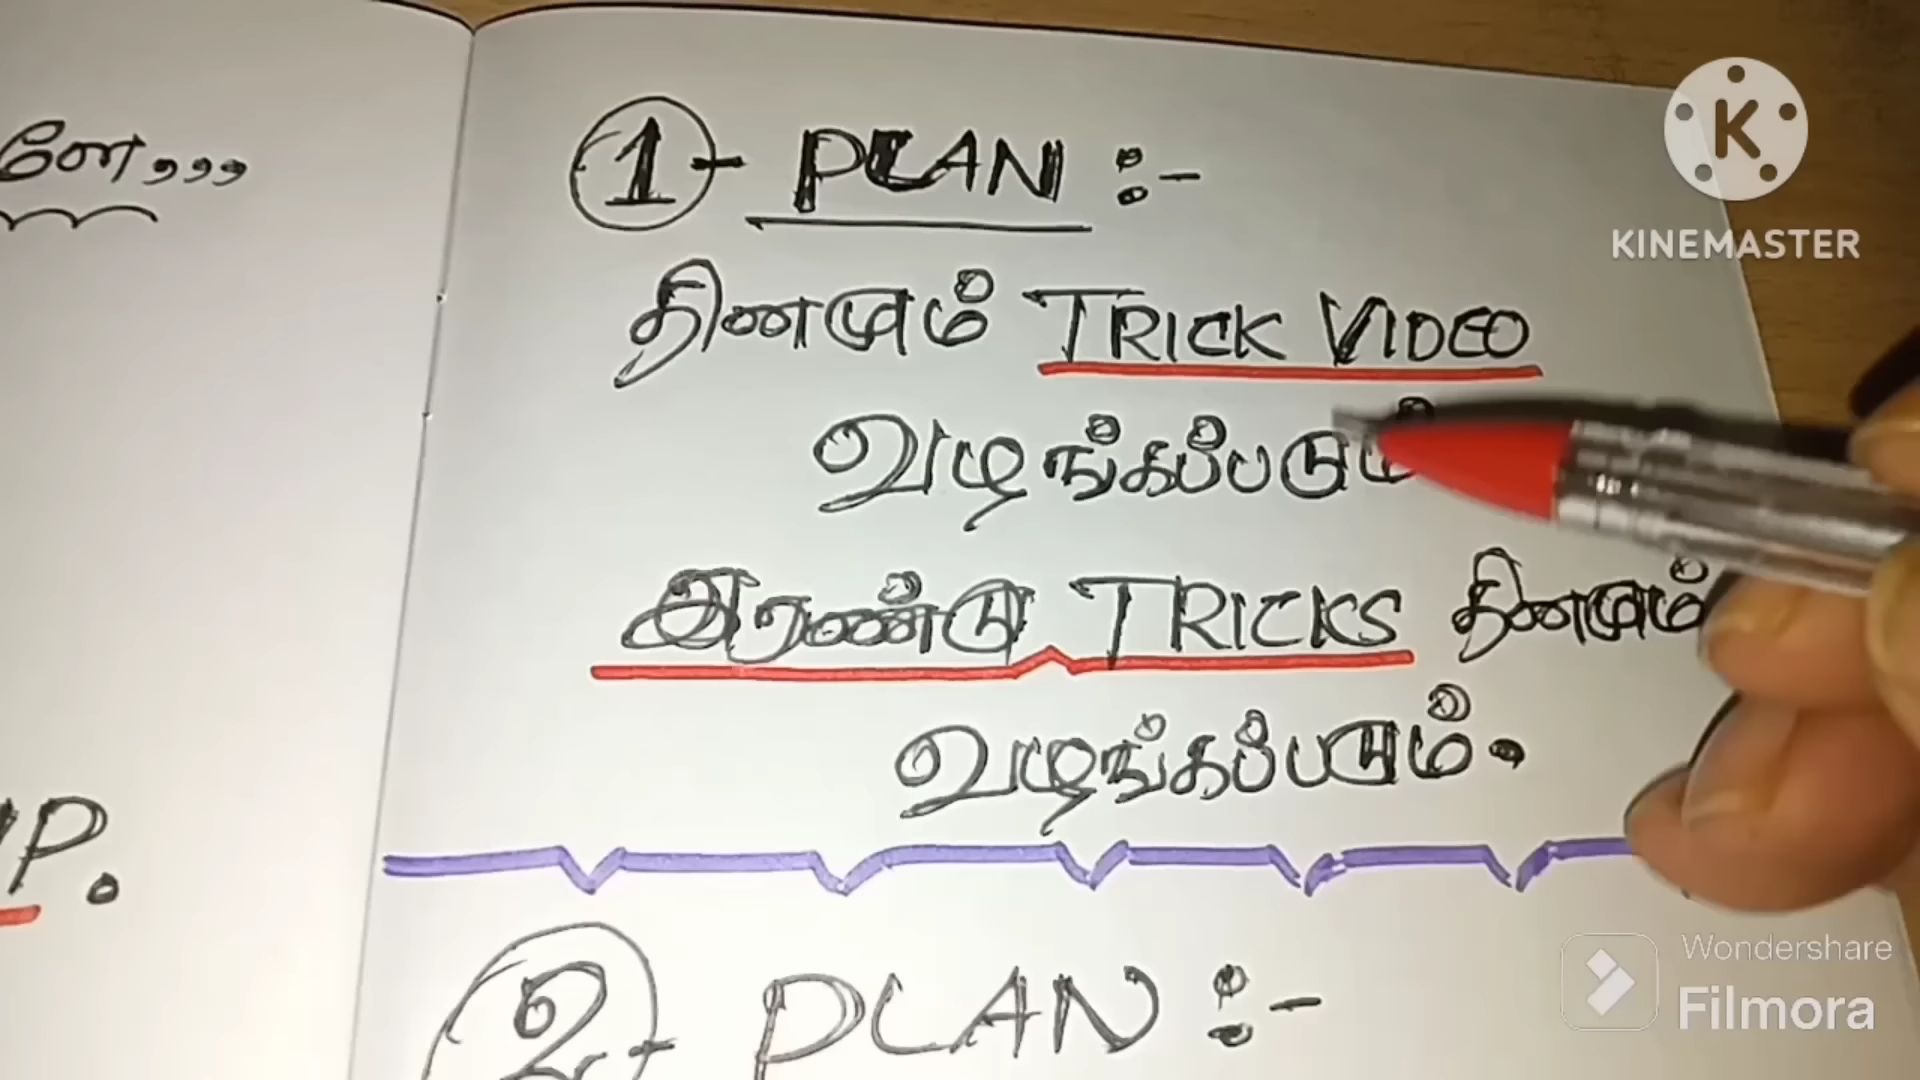 னே,,,
P.
1 - PLAN :-
தினமும் TRICK VIDEO
வழங்கப்படும்
இரண்டு TRICKS தினமும்
வழங்கப்படும்.
2 - PLAN :-
K
KINEMASTER
Wondershare
Filmora